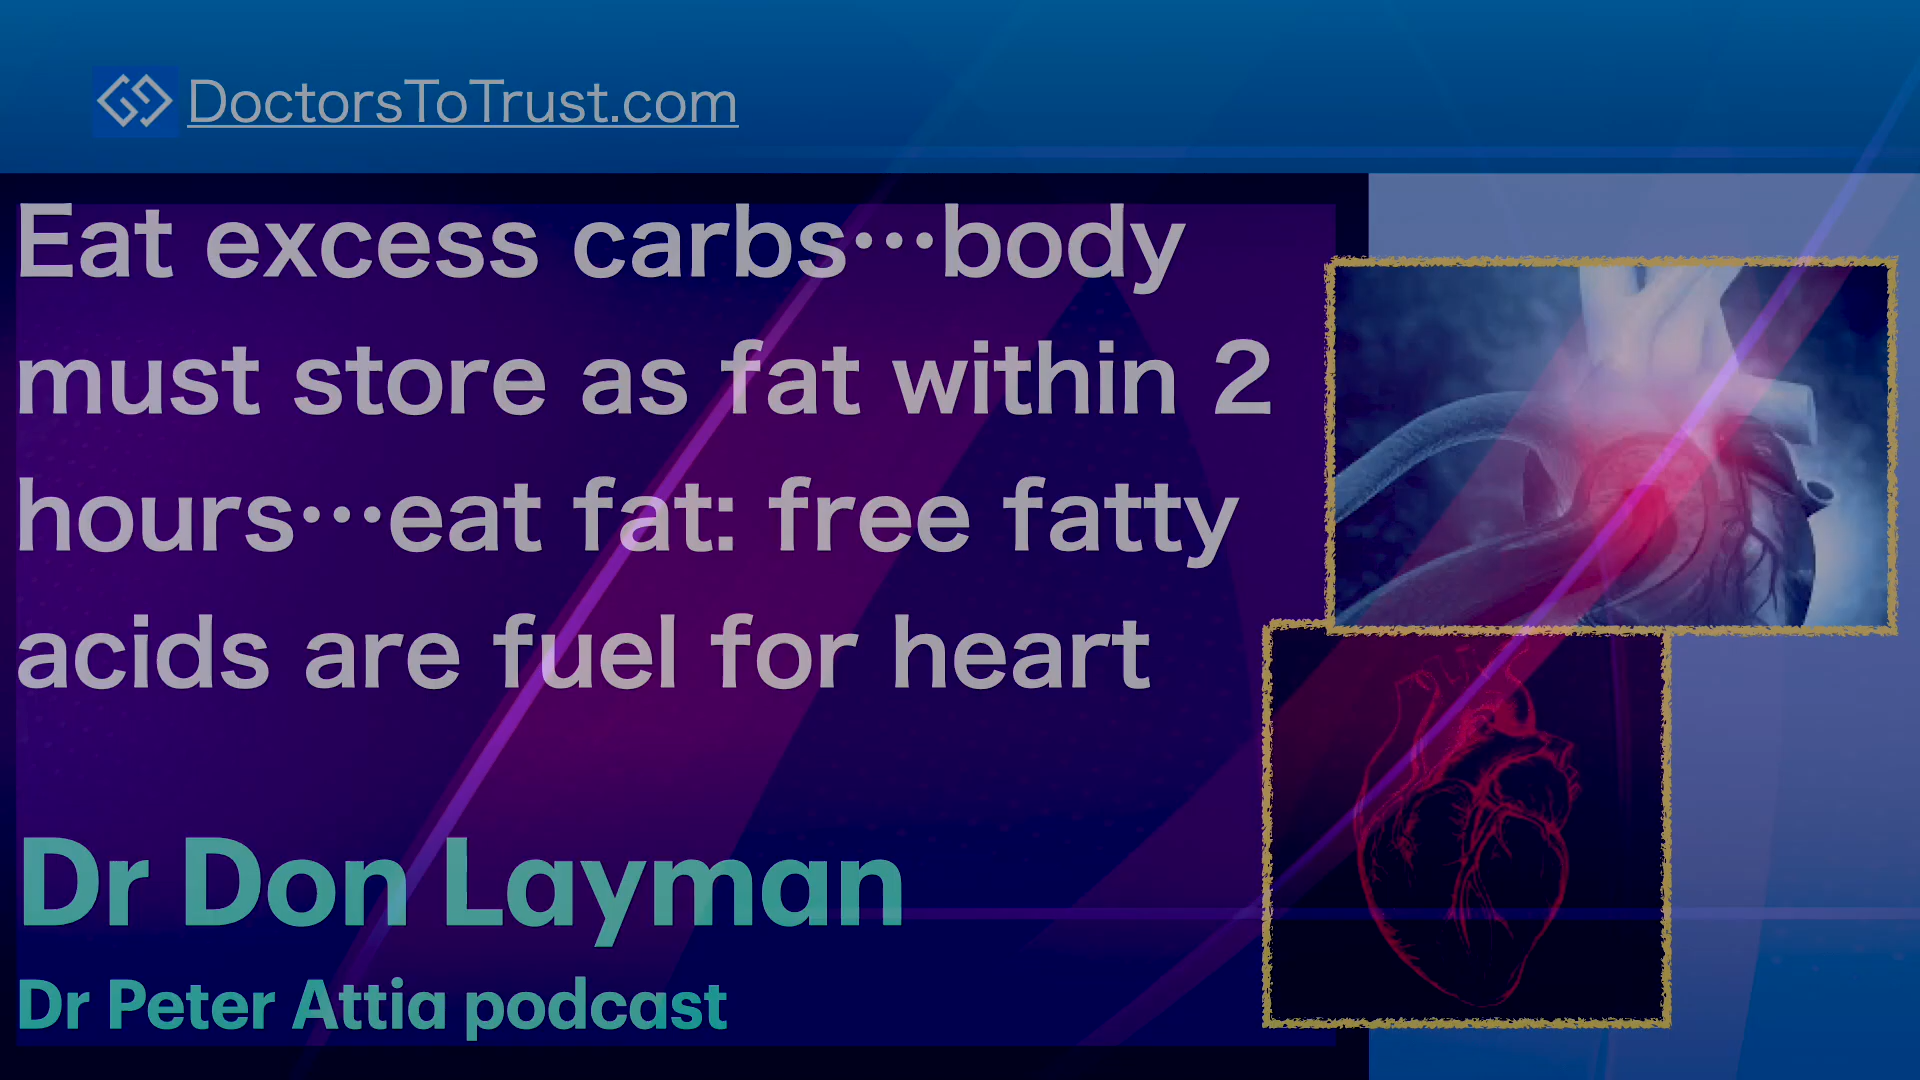 DoctorsToTrust.com
Eat excess carbs···body
must store as fat within 2
hours···eat fat: free fatty
acids are fuel for heart
Dr Don Layman
Dr Peter Attia podcast